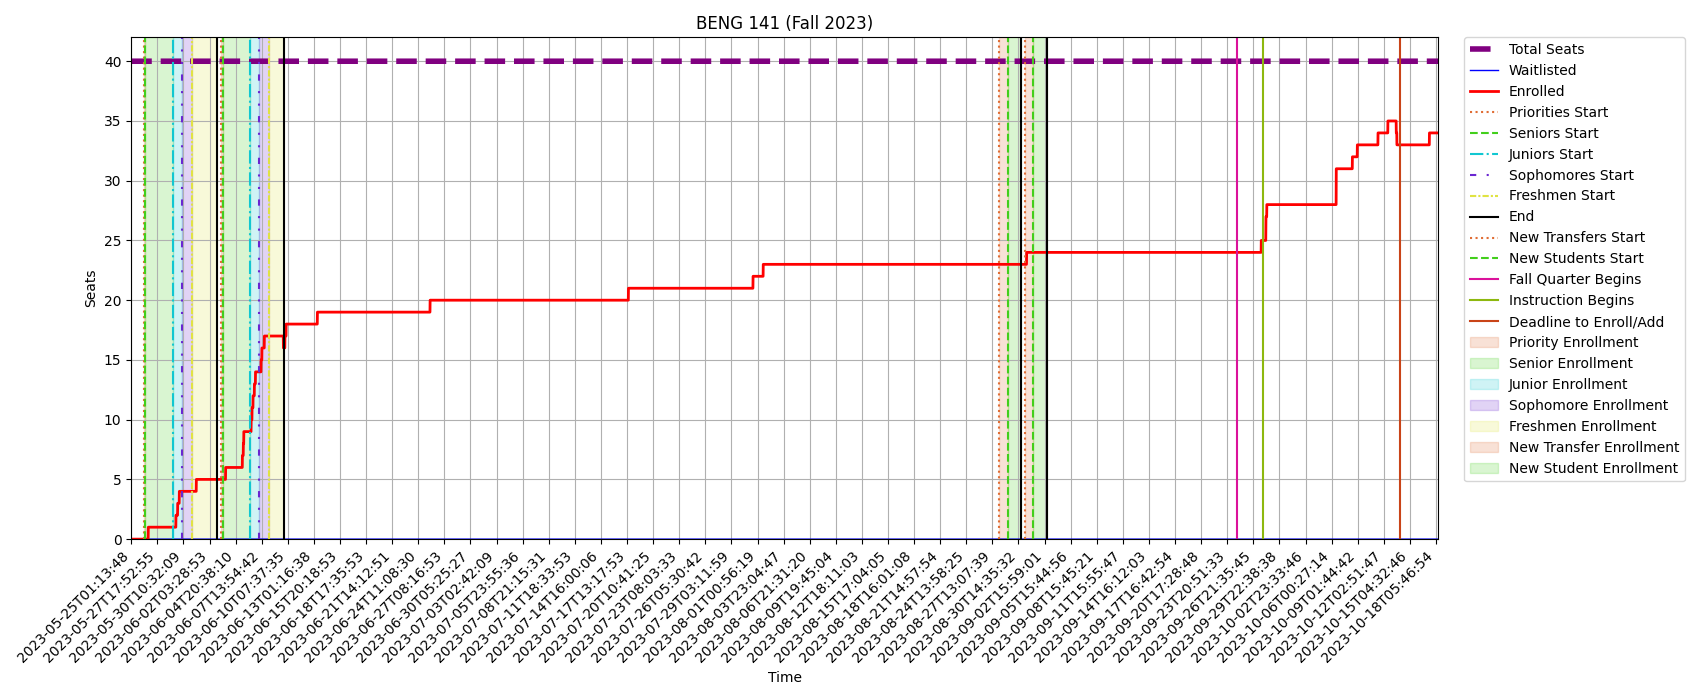 BENG 141 (Fall 2023)
Seats
40
35
30
25
20
15
10
5
0
2023-05-25T01:13:48
2023-05-27T17:52:55
2023-05-30T10:32:09
2023-06-02T03:28:53
2023-06-04T20:38:10
2023-06-07T13:54:42
2023-06-10T07:37:35
2023-06-13T01:16:38
2023-06-15T20:18:53
2023-06-18T17:35:53
2023-06-21T14:12:51
2023-06-24T11:08:30
2023-06-27T08:16:53
2023-06-30T05:25:27
2023-07-03T02:42:09
2023-07-05T23:55:36
2023-07-08T21:15:31
2023-07-11T18:33:53
2023-07-14T16:00:06
2023-07-17T13:17:53
2023-07-20T10:41:25
2023-07-23T08:03:33
2023-07-26T05:30:42
2023-07-29T03:11:59
2023-08-01T00:56:19
2023-08-03T23:04:47
2023-08-06T21:31:20
2023-08-09T19:45:04
2023-08-12T18:11:03
2023-08-15T17:04:05
2023-08-18T16:01:08
2023-08-21T14:57:54
2023-08-24T13:58:25
2023-08-27T13:07:39
2023-08-30T14:35:32
2023-09-02T15:59:01
2023-09-05T15:44:56
2023-09-08T15:45:21
2023-09-11T15:55:47
2023-09-14T16:12:03
2023-09-17T16:42:54
2023-09-20T17:28:48
2023-09-23T20:51:33
2023-09-26T21:35:45
2023-09-29T22:38:38
2023-10-02T23:33:46
2023-10-06T00:27:14
2023-10-09T01:44:42
2023-10-12T02:51:47
2023-10-15T04:32:46
2023-10-18T05:46:54
Time
Total Seats
Waitlisted
Enrolled
Priorities Start
Seniors Start
Juniors Start
Sophomores Start
Freshmen Start
End
New Transfers Start
New Students Start
Fall Quarter Begins
Instruction Begins
Deadline to Enroll/Add
Priority Enrollment
Senior Enrollment
Junior Enrollment
Sophomore Enrollment
Freshmen Enrollment
New Transfer Enrollment
New Student Enrollment